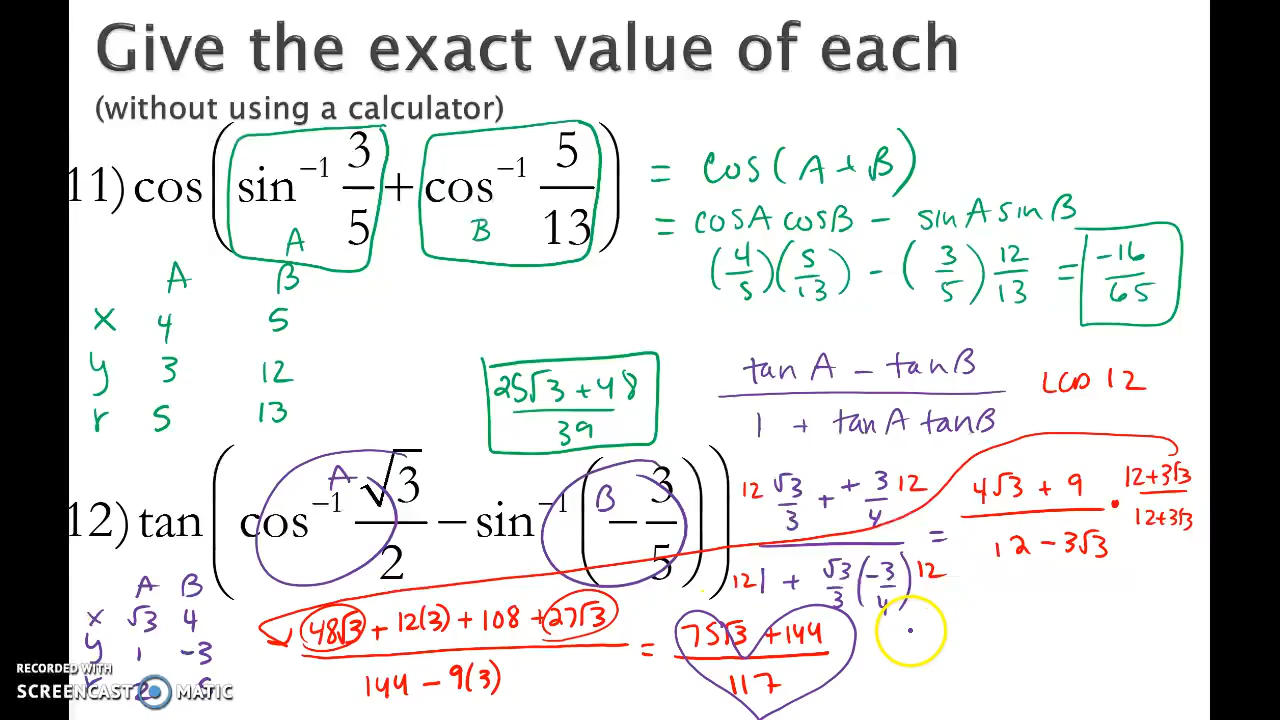 Give the exact value of each
(without using a calculator)
11) cos(sin⁻¹ 3/5 + cos⁻¹ 5/13) = cos(A + B)
A B
= cosA cosB - sinA sinB
(4/5)(5/13) - (3/5) 12/13 = -16/65
A B
x 4 5
y 3 12
r 5 13
25√3 + 48 / 39
tanA - tanB / 1 + tanA tanB
LCD 12
12) tan(cos⁻¹ √3/2 - sin⁻¹(-3/5))
A B
12 √3/3 + + 3/4 12 / 12 1 + √3/3 (-3/4) 12 = 4√3 + 9 / 12 - 3√3 · 12+3√3 / 12+3√3
A B
x √3 4
y 1 -3
r 2
48√3 + 12(3) + 108 + 27√3 / 144 - 9(3) = 75√3 + 144 / 117
RECORDED WITH
SCREENCAST MATIC